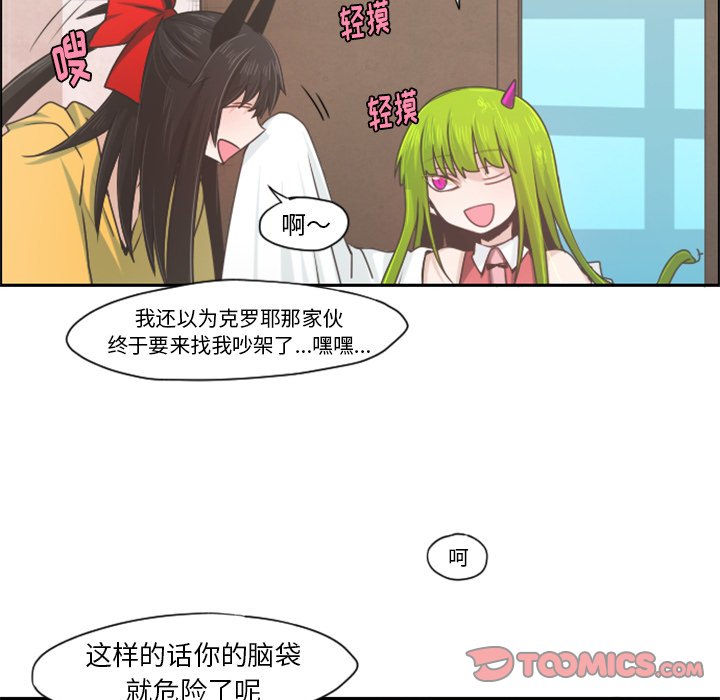 轻摸
嗖
轻摸
啊～
我还以为克罗耶那家伙
终于要来找我吵架了...嘿嘿...
呵
这样的话你的脑袋
就危险了呢
TOOMICS.COM